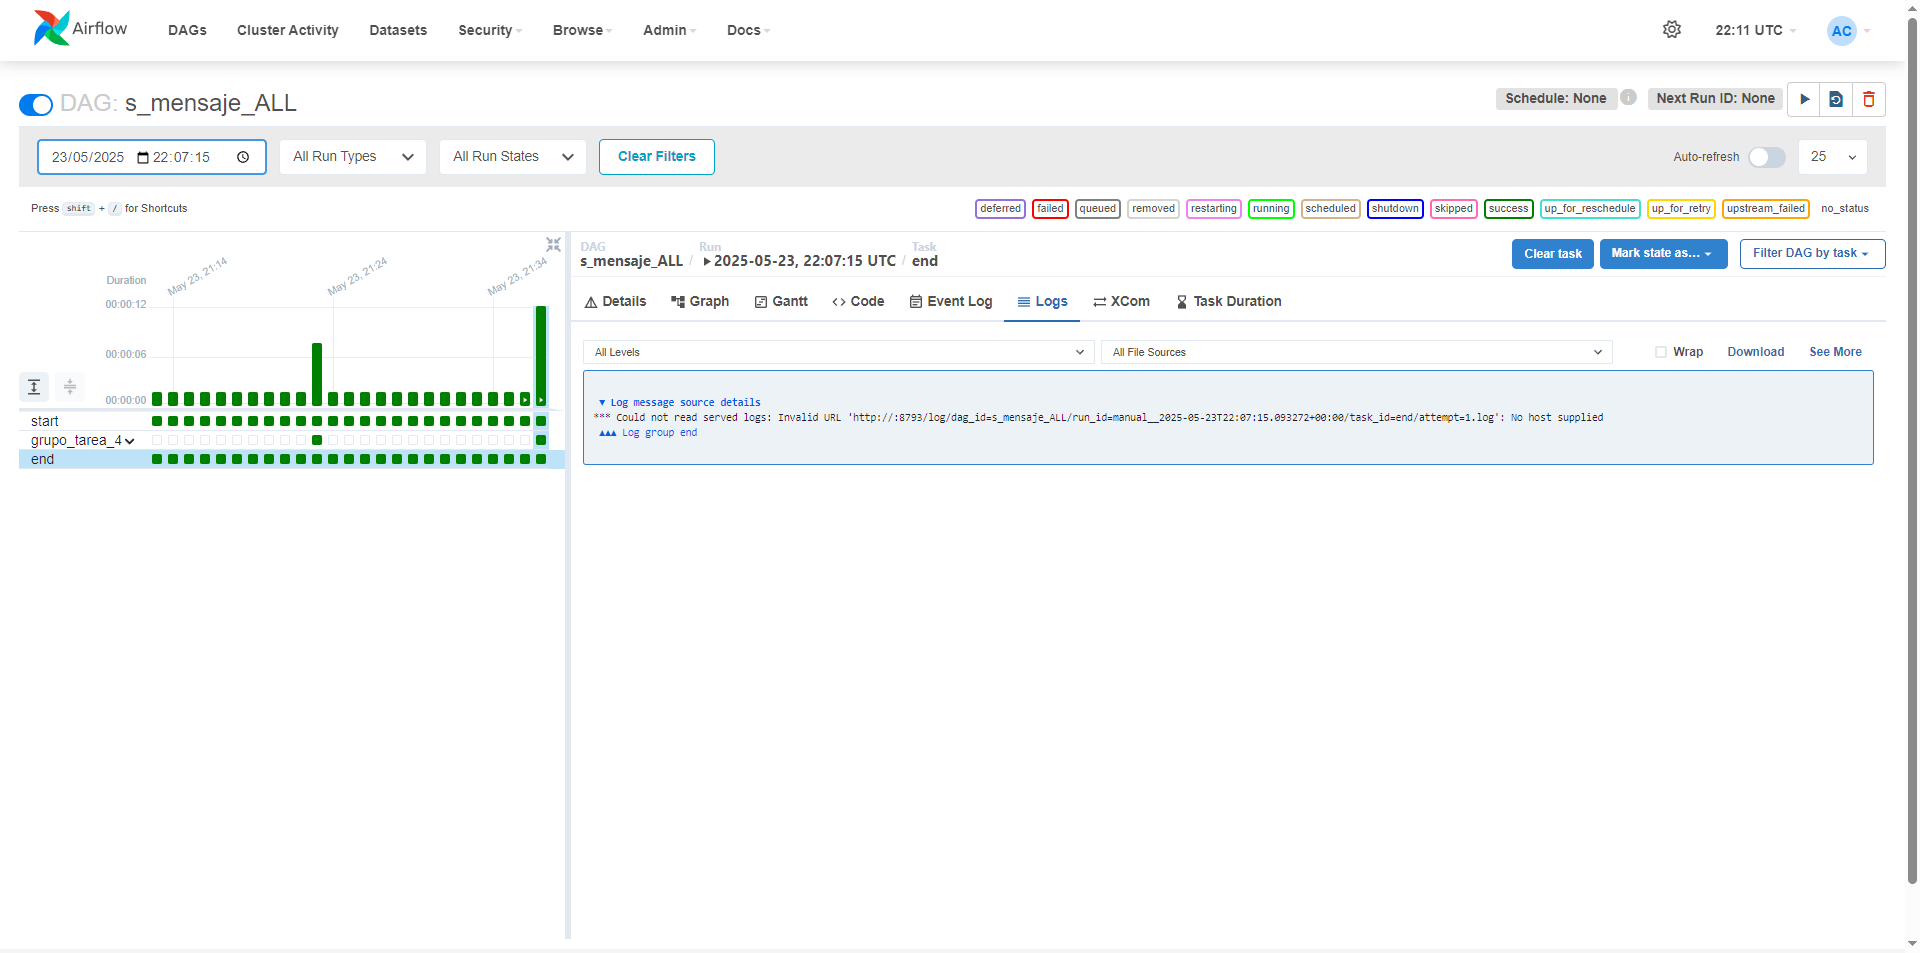 Airflow DAGs Cluster Activity Datasets Security Browse Admin Docs 22:11 UTC AC
DAG: s_mensaje_ALL Schedule: None i Next Run ID: None
23/05/2025 22:07:15 All Run Types All Run States Clear Filters Auto-refresh 25
Press shift + / for Shortcuts deferred failed queued removed restarting running scheduled shutdown skipped success up_for_reschedule up_for_retry upstream_failed no_status
DAG Run Task
s_mensaje_ALL / 2025-05-23, 22:07:15 UTC / end Clear task Mark state as... Filter DAG by task
Duration May 23, 21:14 May 23, 21:24 May 23, 21:34
00:00:12
00:00:06
00:00:00
start
grupo_tarea_4
end
Details Graph Gantt <> Code Event Log Logs XCom Task Duration
All Levels All File Sources Wrap Download See More
▼ Log message source details
*** Could not read served logs: Invalid URL 'http://:8793/log/dag_id=s_mensaje_ALL/run_id=manual__2025-05-23T22:07:15.093272+00:00/task_id=end/attempt=1.log': No host supplied
▲▲▲ Log group end